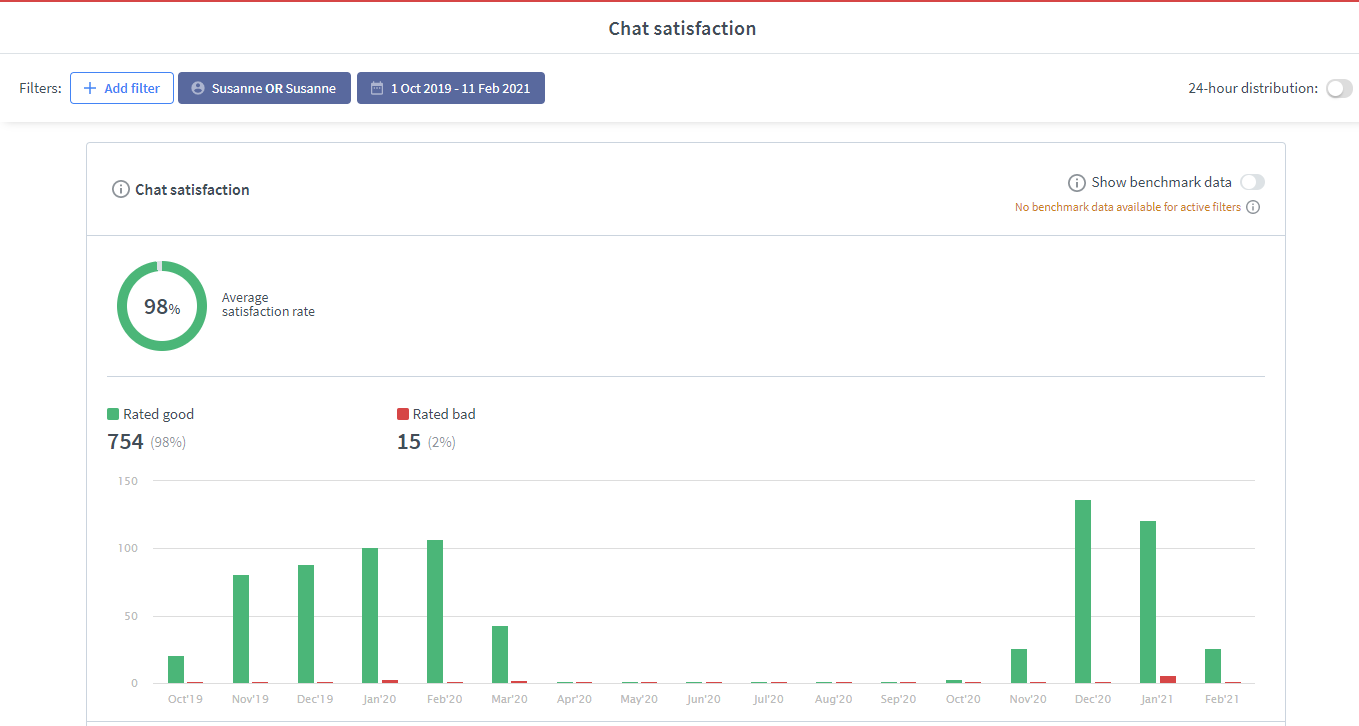 Chat satisfaction
Filters: Add filter Susanne OR Susanne 1 Oct 2019 - 11 Feb 2021 24-hour distribution:
Chat satisfaction
Show benchmark data
No benchmark data available for active filters
98%
Average
satisfaction rate
Rated good Rated bad
754 (98%) 15 (2%)
150
100
50
0
Oct'19 Nov'19 Dec'19 Jan'20 Feb'20 Mar'20 Apr'20 May'20 Jun'20 Jul'20 Aug'20 Sep'20 Oct'20 Nov'20 Dec'20 Jan'21 Feb'21